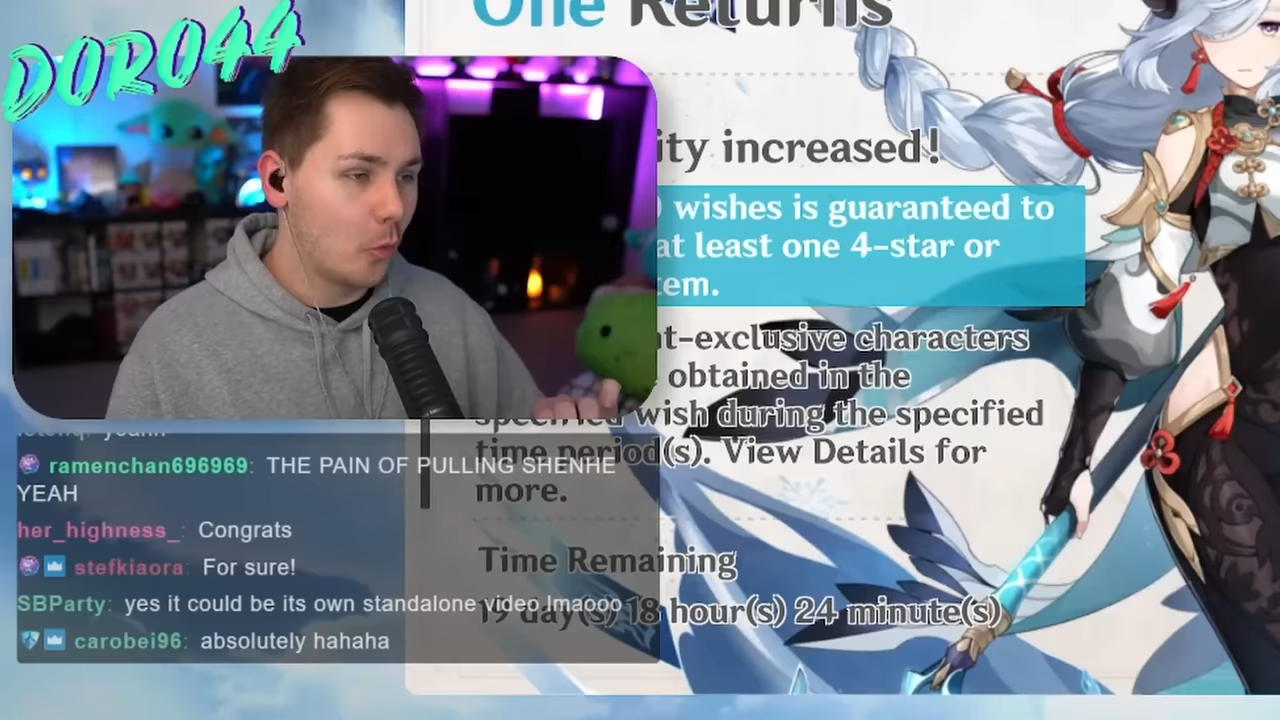 One Returns
DORO44
ity increased!
wishes is guaranteed to
at least one 4-star or
tem.
t-exclusive characters
obtained in the
specified wish during the specified
time period(s). View Details for
more.
Time Remaining
19 day(s) 18 hour(s) 24 minute(s)
yeahh
ramenchan696969: THE PAIN OF PULLING SHENHE
YEAH
her_highness_: Congrats
stefkiaora: For sure!
SBParty: yes it could be its own standalone video lmaooo
carobei96: absolutely hahaha